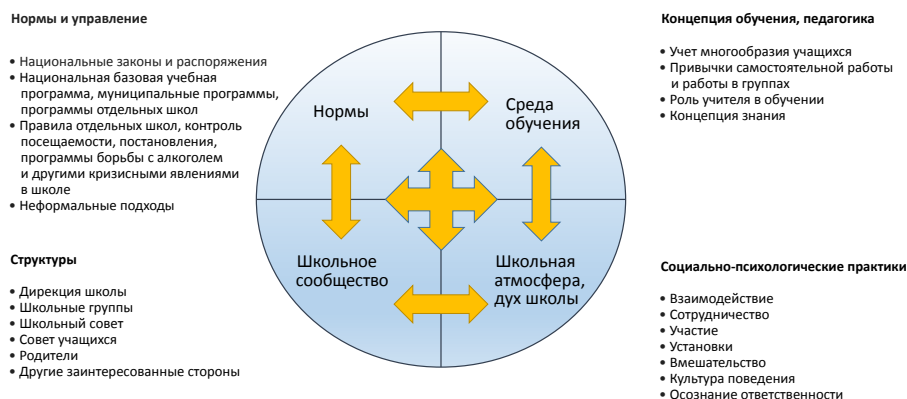 Нормы и управление
• Национальные законы и распоряжения
• Национальная базовая учебная
программа, муниципальные программы,
программы отдельных школ
• Правила отдельных школ, контроль
посещаемости, постановления,
программы борьбы с алкоголем
и другими кризисными явлениями
в школе
• Неформальные подходы
Структуры
• Дирекция школы
• Школьные группы
• Школьный совет
• Совет учащихся
• Родители
• Другие заинтересованные стороны
Нормы
Среда
обучения
Школьное
сообщество
Школьная
атмосфера,
дух школы
Концепция обучения, педагогика
• Учет многообразия учащихся
• Привычки самостоятельной работы
и работы в группах
• Роль учителя в обучении
• Концепция знания
Социально-психологические практики
• Взаимодействие
• Сотрудничество
• Участие
• Установки
• Вмешательство
• Культура поведения
• Осознание ответственности